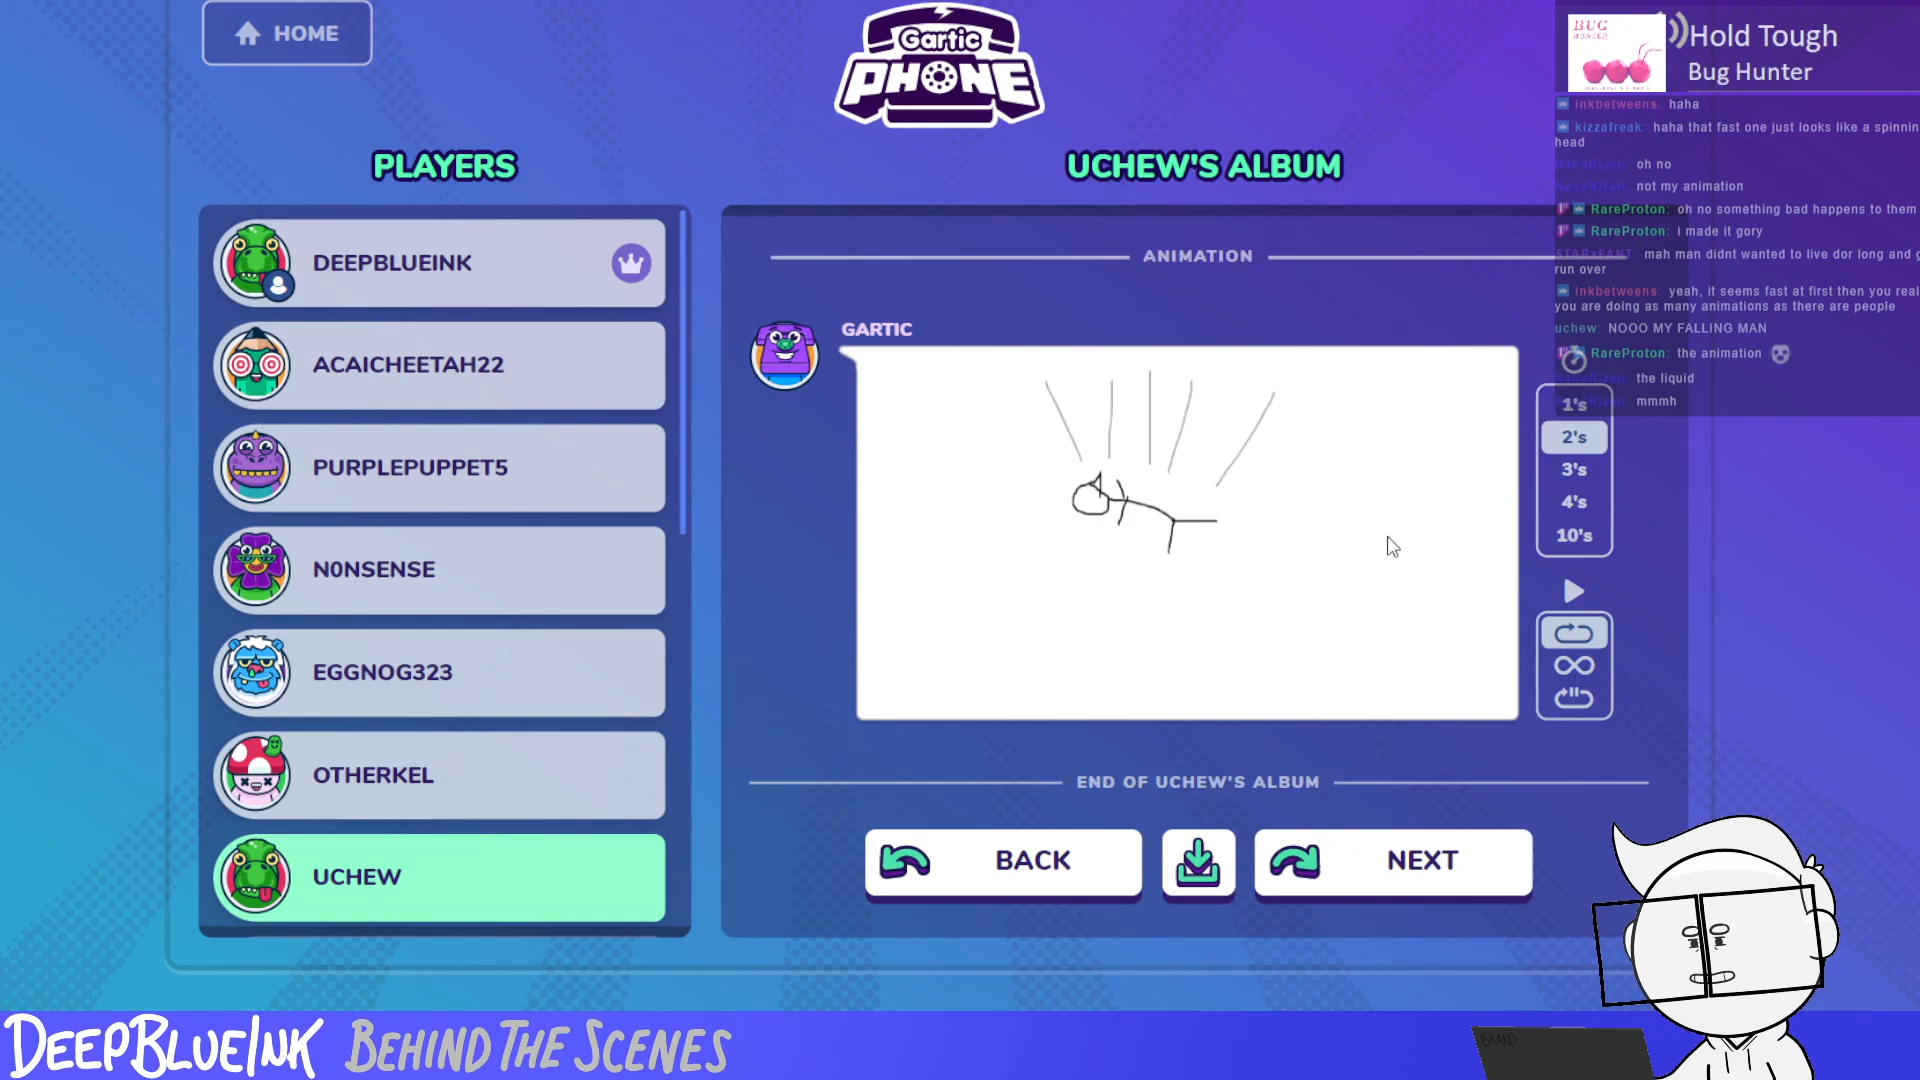 HOME
Gartic
PHONE
BUG
HUNTER
Hold Tough
Bug Hunter
inkbetweens: haha
kizzafreak: haha that fast one just looks like a spinnin
head
oh no
not my animation
RareProton: oh no something bad happens to them
RareProton: i made it gory
STARxFANT mah man didnt wanted to live dor long and g
run over
inkbetweens: yeah, it seems fast at first then you real
you are doing as many animations as there are people
uchew: NOOO MY FALLING MAN
RareProton: the animation
the liquid
mmmh
PLAYERS
DEEPBLUEINK
ACAICHEETAH22
PURPLEPUPPET5
N0NSENSE
EGGNOG323
OTHERKEL
UCHEW
UCHEW'S ALBUM
ANIMATION
GARTIC
1's
2's
3's
4's
10's
END OF UCHEW'S ALBUM
BACK
NEXT
DEEPBLUEINK BEHIND THE SCENES
BRAND